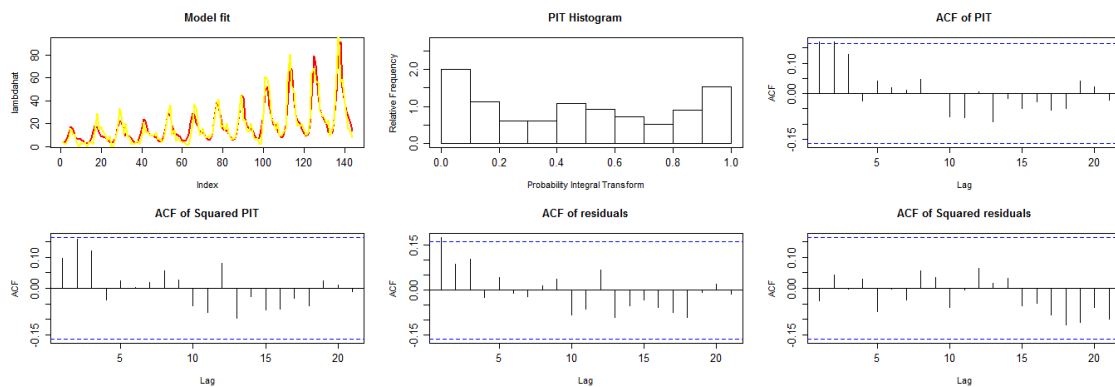 Model fit
lambdahat
0 20 40 60 80
0 20 40 60 80 100 120 140
Index
PIT Histogram
Relative Frequency
0.0 1.0 2.0
0.0 0.2 0.4 0.6 0.8 1.0
Probability Integral Transform
ACF of PIT
ACF
-0.15 0.00 0.10
5 10 15 20
Lag
ACF of Squared PIT
ACF
-0.15 0.00 0.10
5 10 15 20
Lag
ACF of residuals
ACF
-0.15 0.00 0.15
5 10 15 20
Lag
ACF of Squared residuals
ACF
-0.15 0.00 0.10
5 10 15 20
Lag